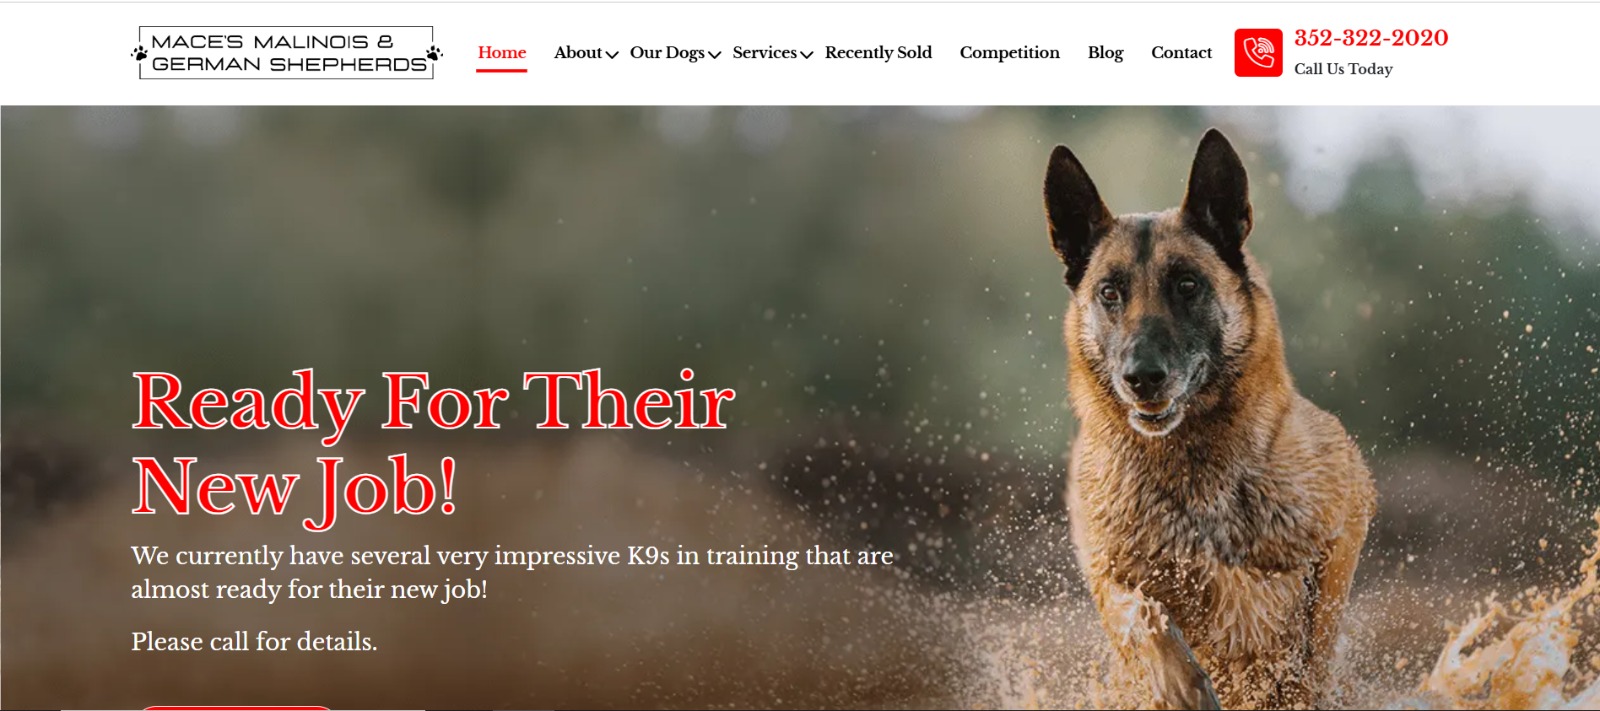 MACE'S MALINOIS &
GERMAN SHEPHERDS
Home
About
Our Dogs
Services
Recently Sold
Competition
Blog
Contact
352-322-2020
Call Us Today
Ready For Their
New Job!
We currently have several very impressive K9s in training that are
almost ready for their new job!
Please call for details.